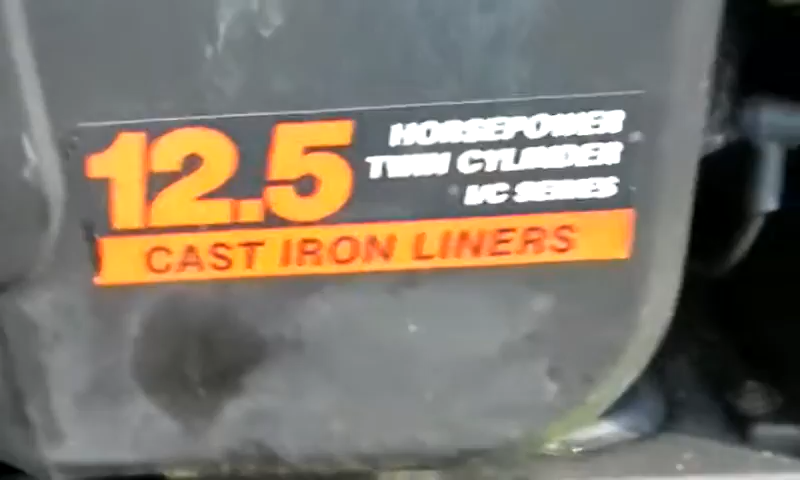 12.5
HORSEPOWER
TWIN CYLINDER
I/C SERIES
CAST IRON LINERS